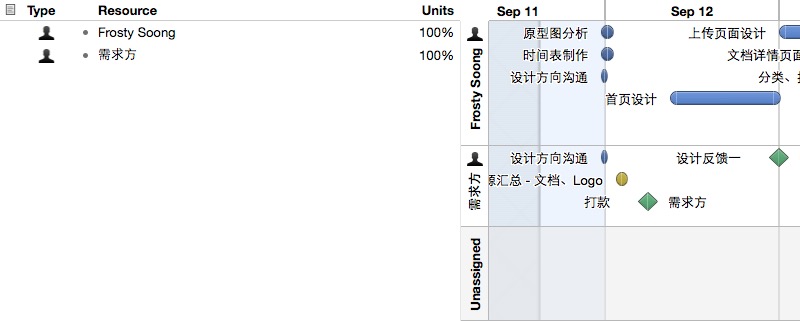 Type Resource Units
Frosty Soong 100%
需求方 100%
Sep 11 Sep 12
Frosty Soong
原型图分析 上传页面设计
时间表制作 文档详情页面
设计方向沟通 分类、
首页设计
需求方
设计方向沟通 设计反馈一
源汇总 - 文档、Logo
打款 需求方
Unassigned